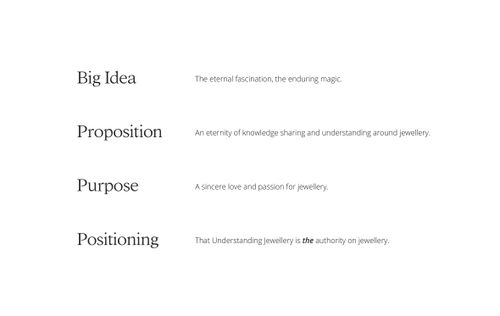 Big Idea The eternal fascination, the enduring magic.
Proposition An eternity of knowledge sharing and understanding around jewellery.
Purpose A sincere love and passion for jewellery.
Positioning That Understanding Jewellery is the authority on jewellery.